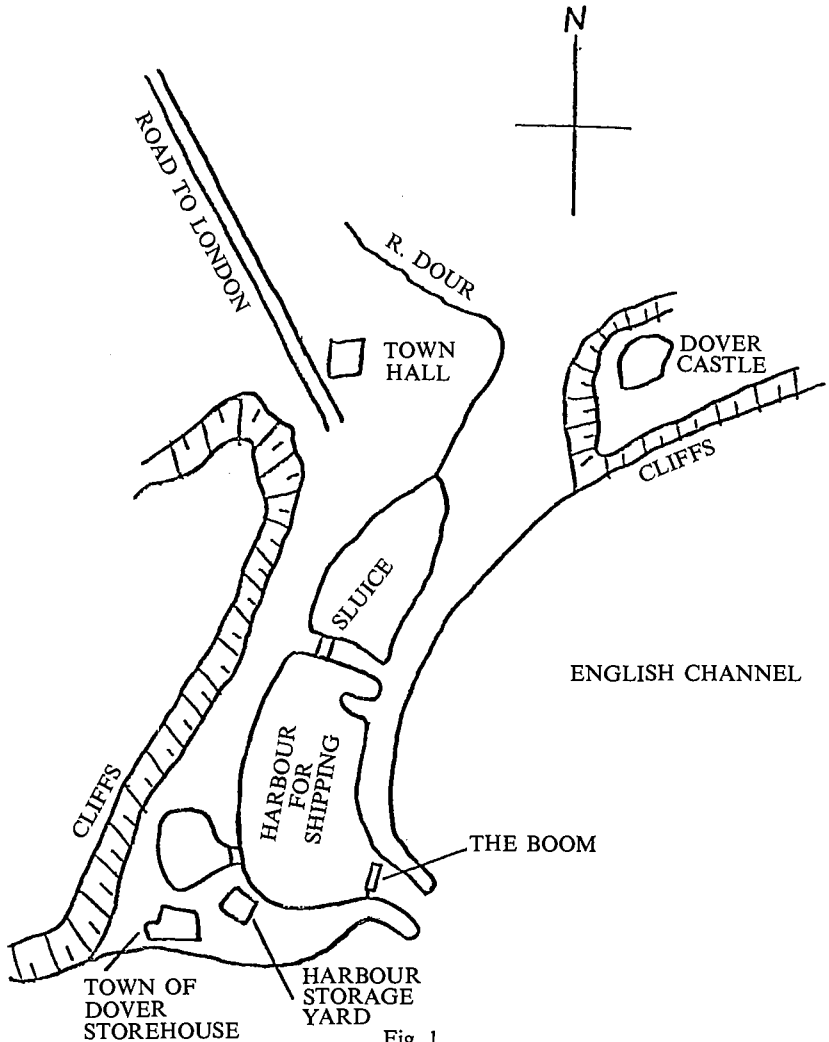 N
ROAD TO LONDON
R. DOUR
TOWN
HALL
DOVER
CASTLE
CLIFFS
SLUICE
ENGLISH CHANNEL
HARBOUR
FOR
SHIPPING
CLIFFS
THE BOOM
TOWN OF
DOVER
STOREHOUSE
HARBOUR
STORAGE
YARD
Fig. 1